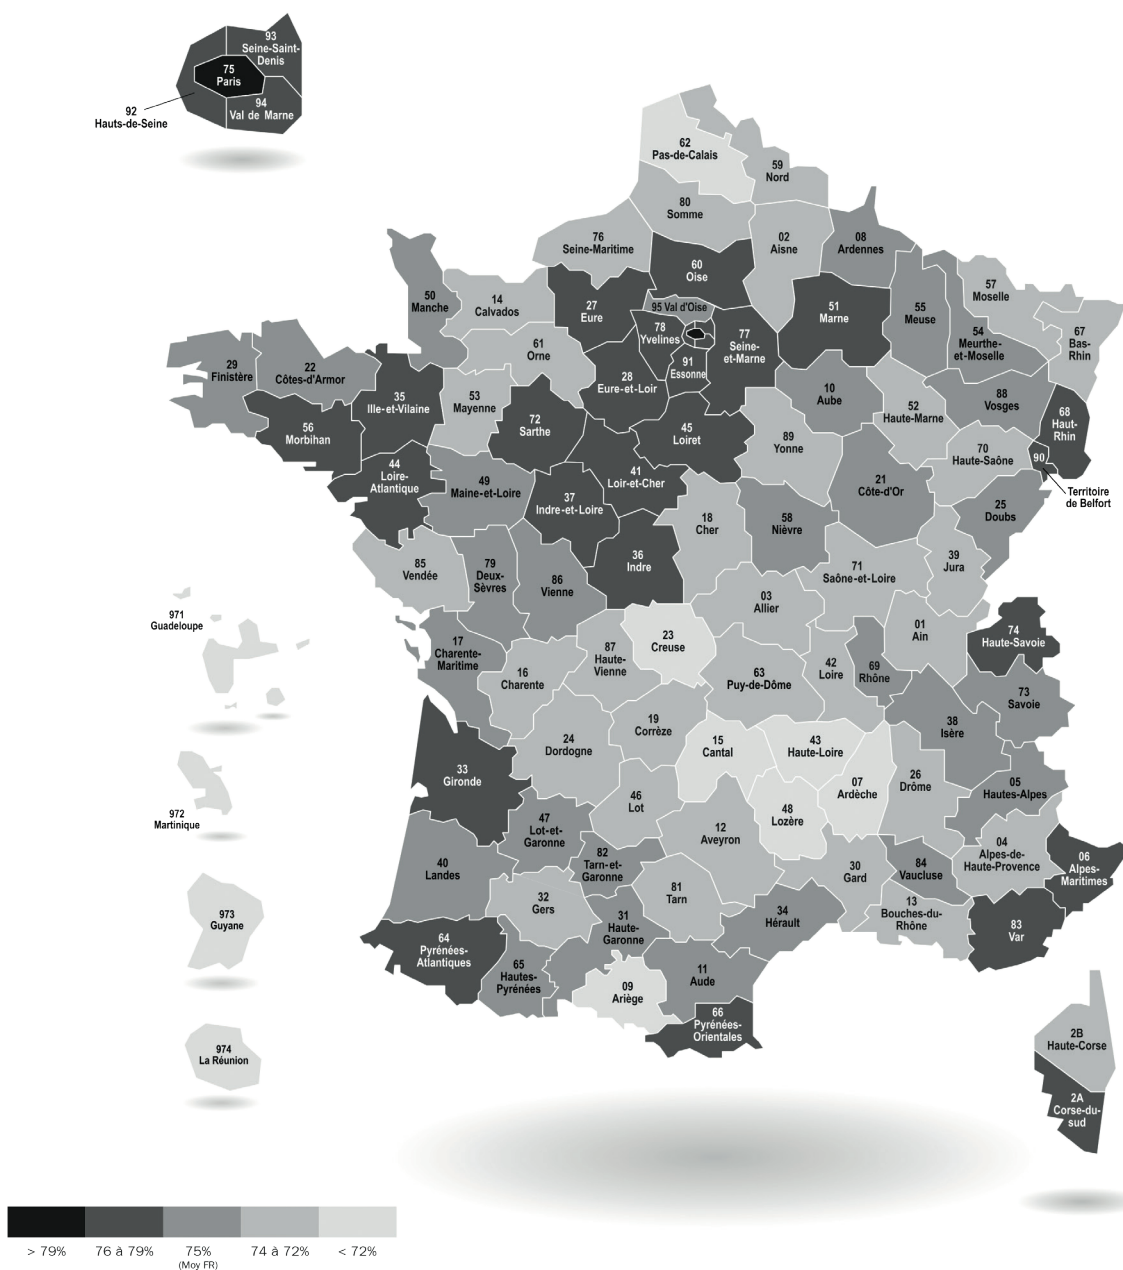 93
Seine-Saint-
Denis
75
Paris
92
Hauts-de-Seine
94
Val de Marne
62
Pas-de-Calais
59
Nord
80
Somme
76
Seine-Maritime
02
Aisne
08
Ardennes
60
Oise
50
Manche
14
Calvados
27
Eure
95 Val d'Oise
78
Yvelines
77
Seine-
et-Marne
51
Marne
55
Meuse
57
Moselle
54
Meurthe-
et-Moselle
67
Bas-
Rhin
61
Orne
91
Essonne
29
Finistère
22
Côtes-d'Armor
35
Ille-et-Vilaine
53
Mayenne
28
Eure-et-Loir
10
Aube
52
Haute-Marne
88
Vosges
68
Haut-
Rhin
56
Morbihan
72
Sarthe
45
Loiret
89
Yonne
70
Haute-Saône
90
Territoire
de Belfort
44
Loire-
Atlantique
49
Maine-et-Loire
41
Loir-et-Cher
37
Indre-et-Loire
21
Côte-d'Or
25
Doubs
18
Cher
58
Nièvre
85
Vendée
79
Deux-
Sèvres
86
Vienne
36
Indre
71
Saône-et-Loire
39
Jura
03
Allier
971
Guadeloupe
17
Charente-
Maritime
16
Charente
87
Haute-
Vienne
23
Creuse
63
Puy-de-Dôme
42
Loire
69
Rhône
01
Ain
74
Haute-Savoie
73
Savoie
38
Isère
19
Corrèze
24
Dordogne
15
Cantal
43
Haute-Loire
33
Gironde
46
Lot
48
Lozère
07
Ardèche
26
Drôme
05
Hautes-Alpes
972
Martinique
47
Lot-et-
Garonne
12
Aveyron
40
Landes
82
Tarn-et-
Garonne
30
Gard
84
Vaucluse
04
Alpes-de-
Haute-Provence
06
Alpes-
Maritimes
32
Gers
81
Tarn
973
Guyane
31
Haute-
Garonne
34
Hérault
13
Bouches-du-
Rhône
83
Var
64
Pyrénées-
Atlantiques
65
Hautes-
Pyrénées
09
Ariège
11
Aude
66
Pyrénées-
Orientales
974
La Réunion
2B
Haute-Corse
2A
Corse-du-
sud
> 79% 76 à 79% 75% 74 à 72% < 72%
(Moy FR)